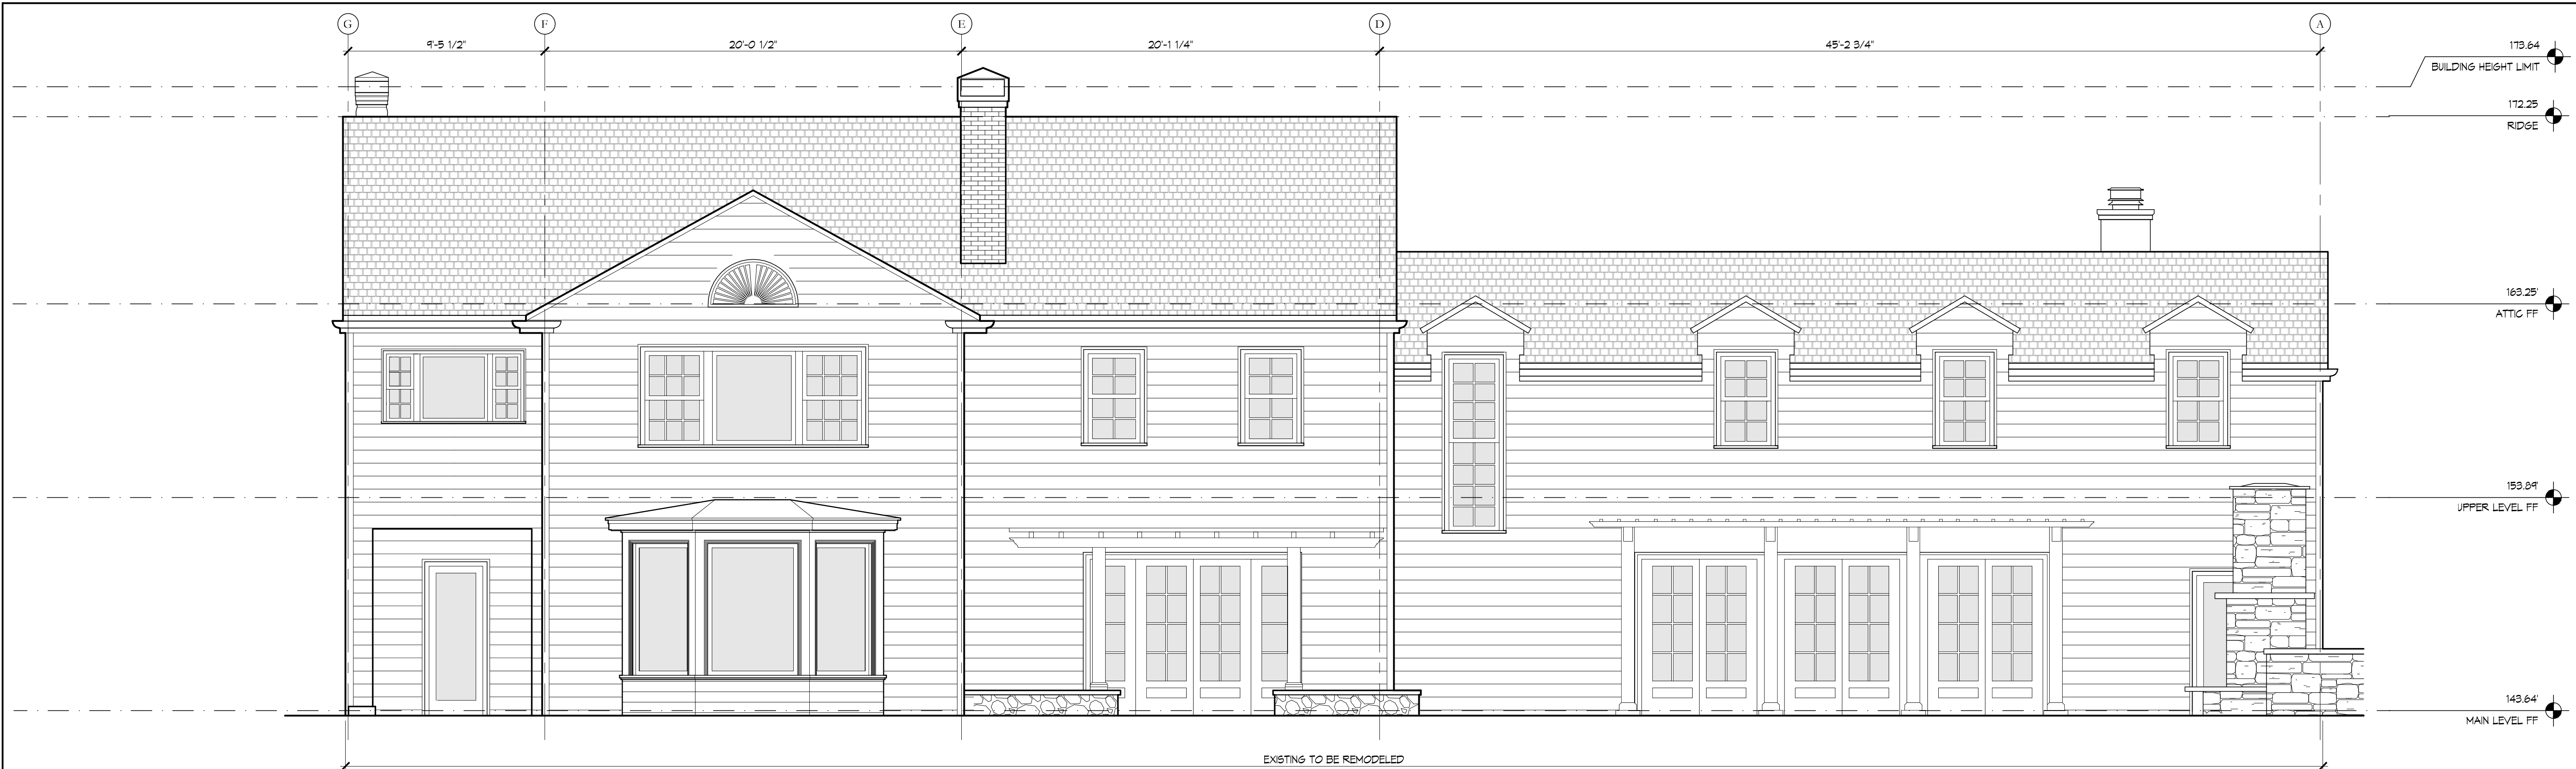 G F E D A
9'-5 1/2" 20'-0 1/2" 20'-1 1/4" 45'-2 3/4"
173.64
BUILDING HEIGHT LIMIT
172.25
RIDGE
163.25'
ATTIC FF
153.89'
UPPER LEVEL FF
143.64'
MAIN LEVEL FF
EXISTING TO BE REMODELED